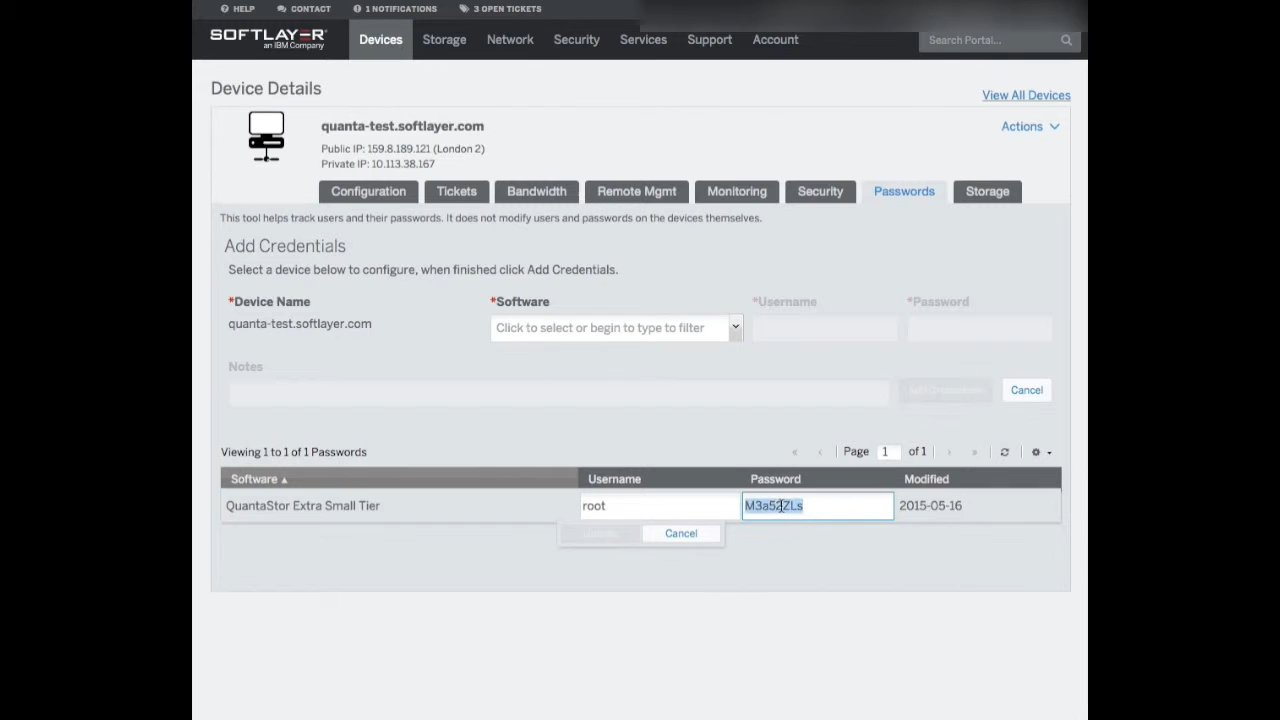 HELP CONTACT 1 NOTIFICATIONS 3 OPEN TICKETS
SOFTLAYER
an IBM Company
Devices Storage Network Security Services Support Account Search Portal...
Device Details
View All Devices
quanta-test.softlayer.com
Actions
Public IP: 159.8.189.121 (London 2)
Private IP: 10.113.38.167
Configuration Tickets Bandwidth Remote Mgmt Monitoring Security Passwords Storage
This tool helps track users and their passwords. It does not modify users and passwords on the devices themselves.
Add Credentials
Select a device below to configure, when finished click Add Credentials.
*Device Name *Software *Username *Password
quanta-test.softlayer.com Click to select or begin to type to filter
Notes
Add Credentials Cancel
Viewing 1 to 1 of 1 Passwords « ‹ Page 1 of 1 › »
Software ▲ Username Password Modified
QuantaStor Extra Small Tier root 2015-05-16
Cancel